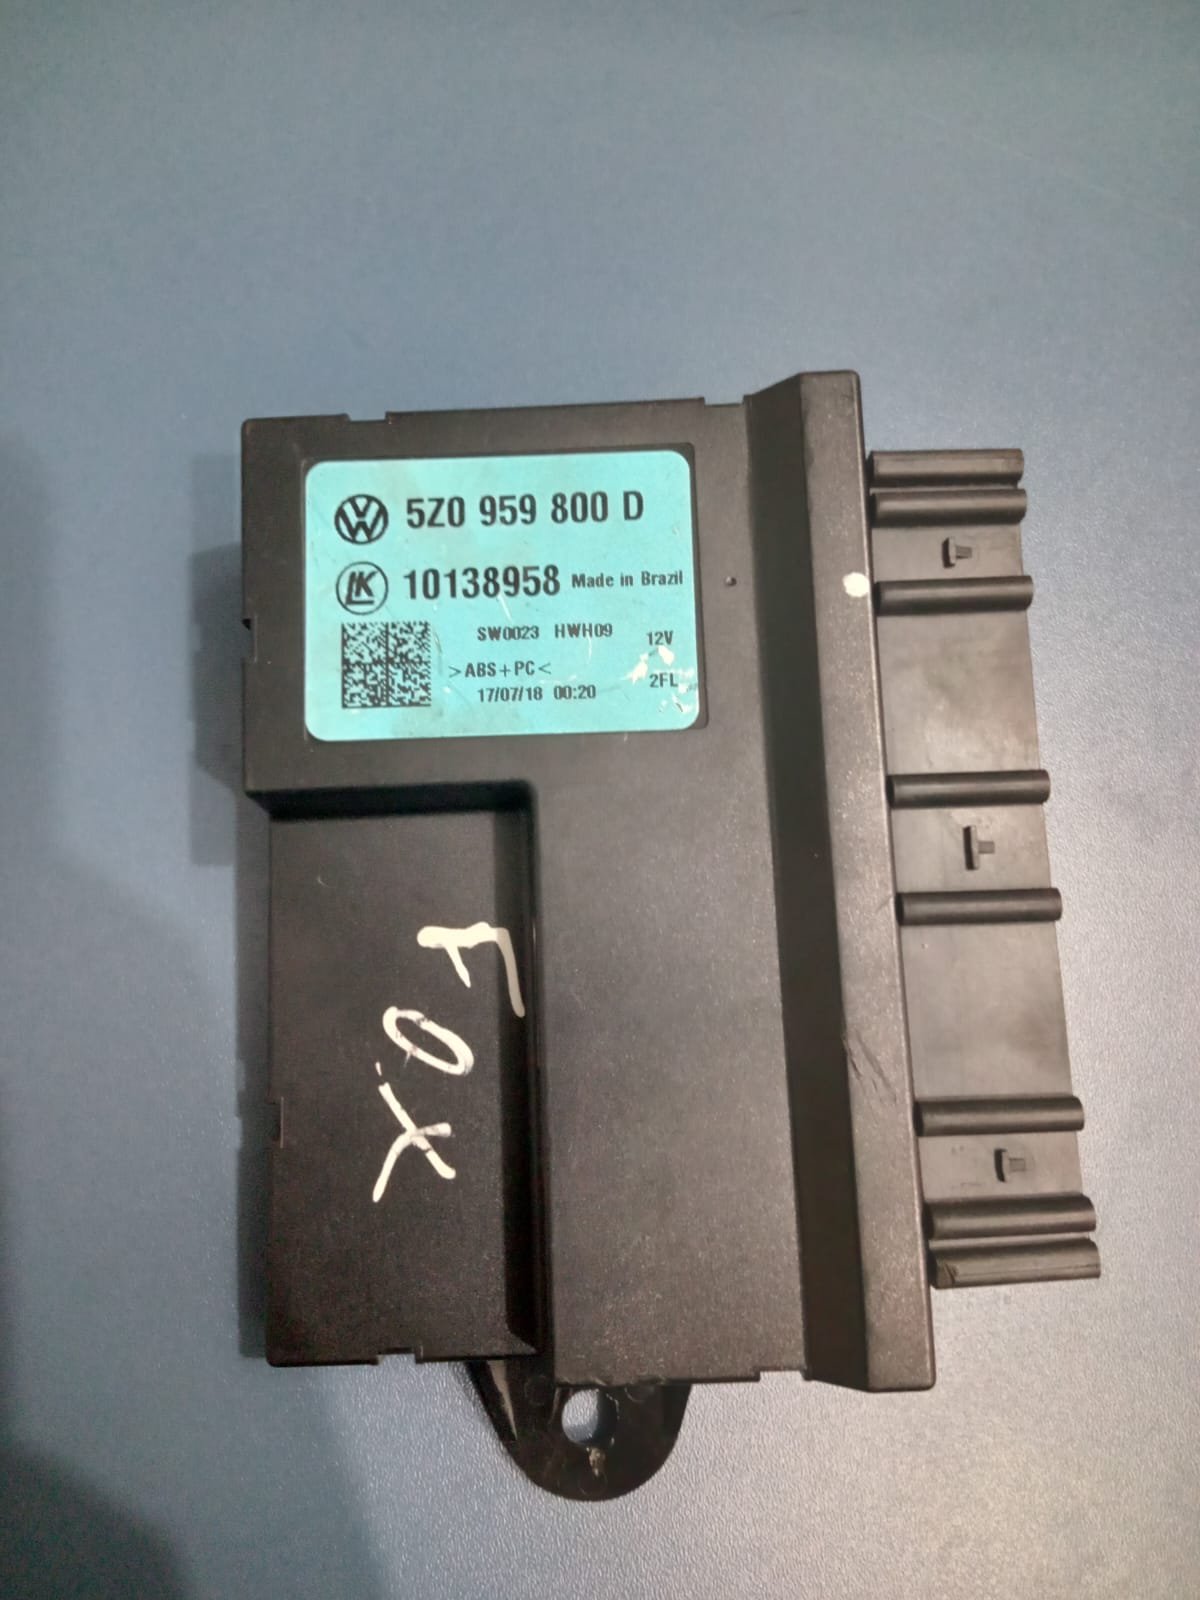 5Z0 959 800 D
LK 10138958 Made in Brazil
SW0023 HWH09 12V
>ABS+PC<
17/07/18 00:20 2FL
FOX